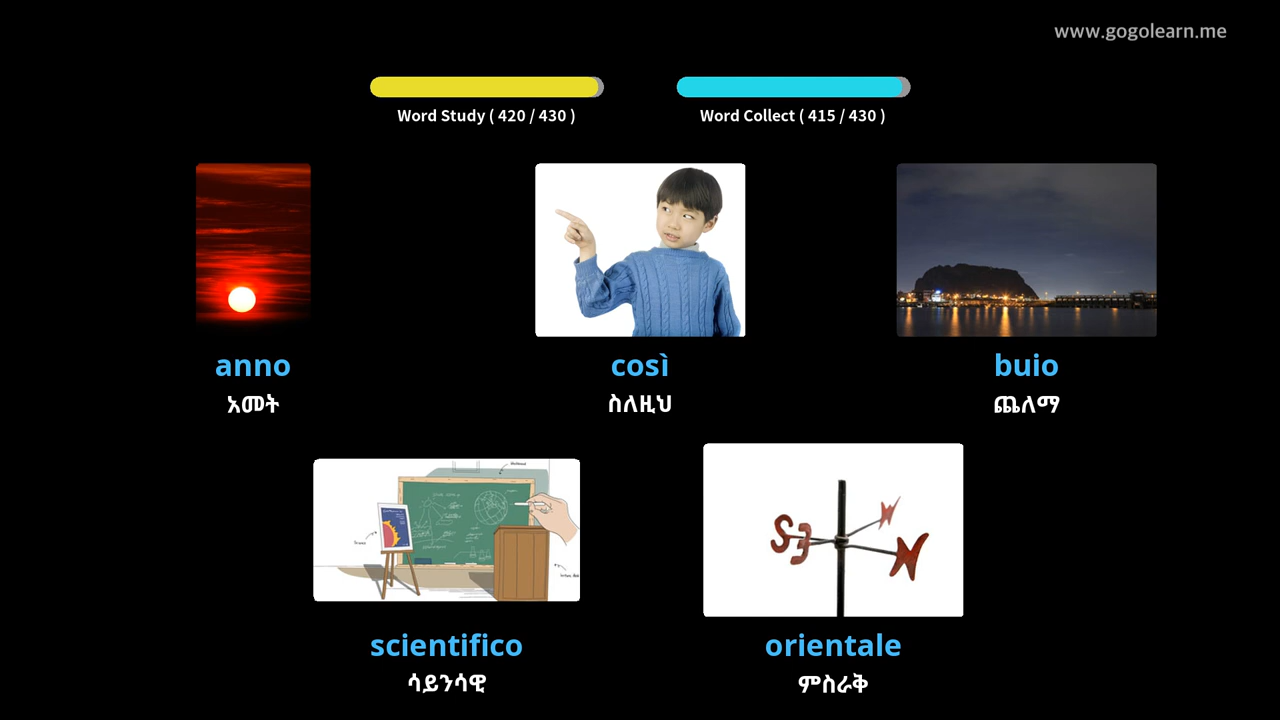 www.gogolearn.me
Word Study ( 420 / 430 )
Word Collect ( 415 / 430 )
anno
አመት
così
ስለዚህ
buio
ጨለማ
scientifico
ሳይንሳዊ
orientale
ምስራቅ